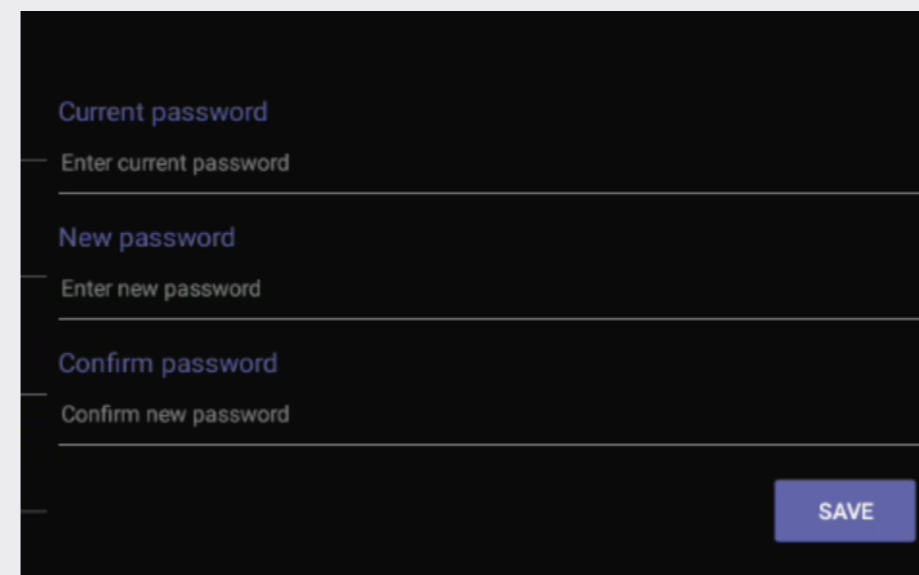 Current password
Enter current password
New password
Enter new password
Confirm password
Confirm new password
SAVE